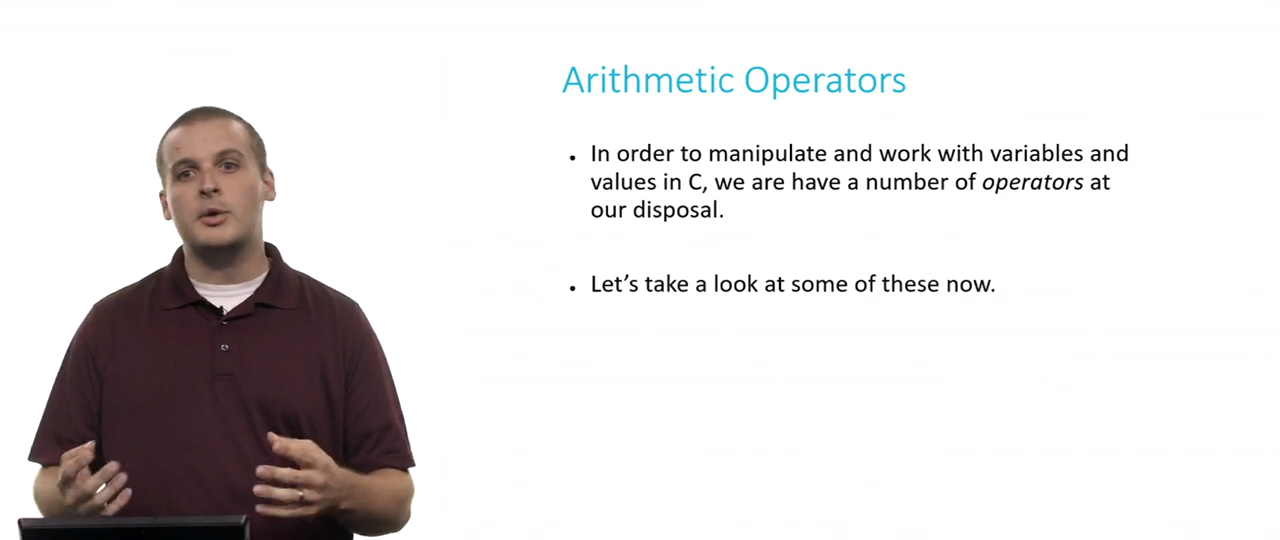 Arithmetic Operators
• In order to manipulate and work with variables and
values in C, we are have a number of operators at
our disposal.
• Let’s take a look at some of these now.